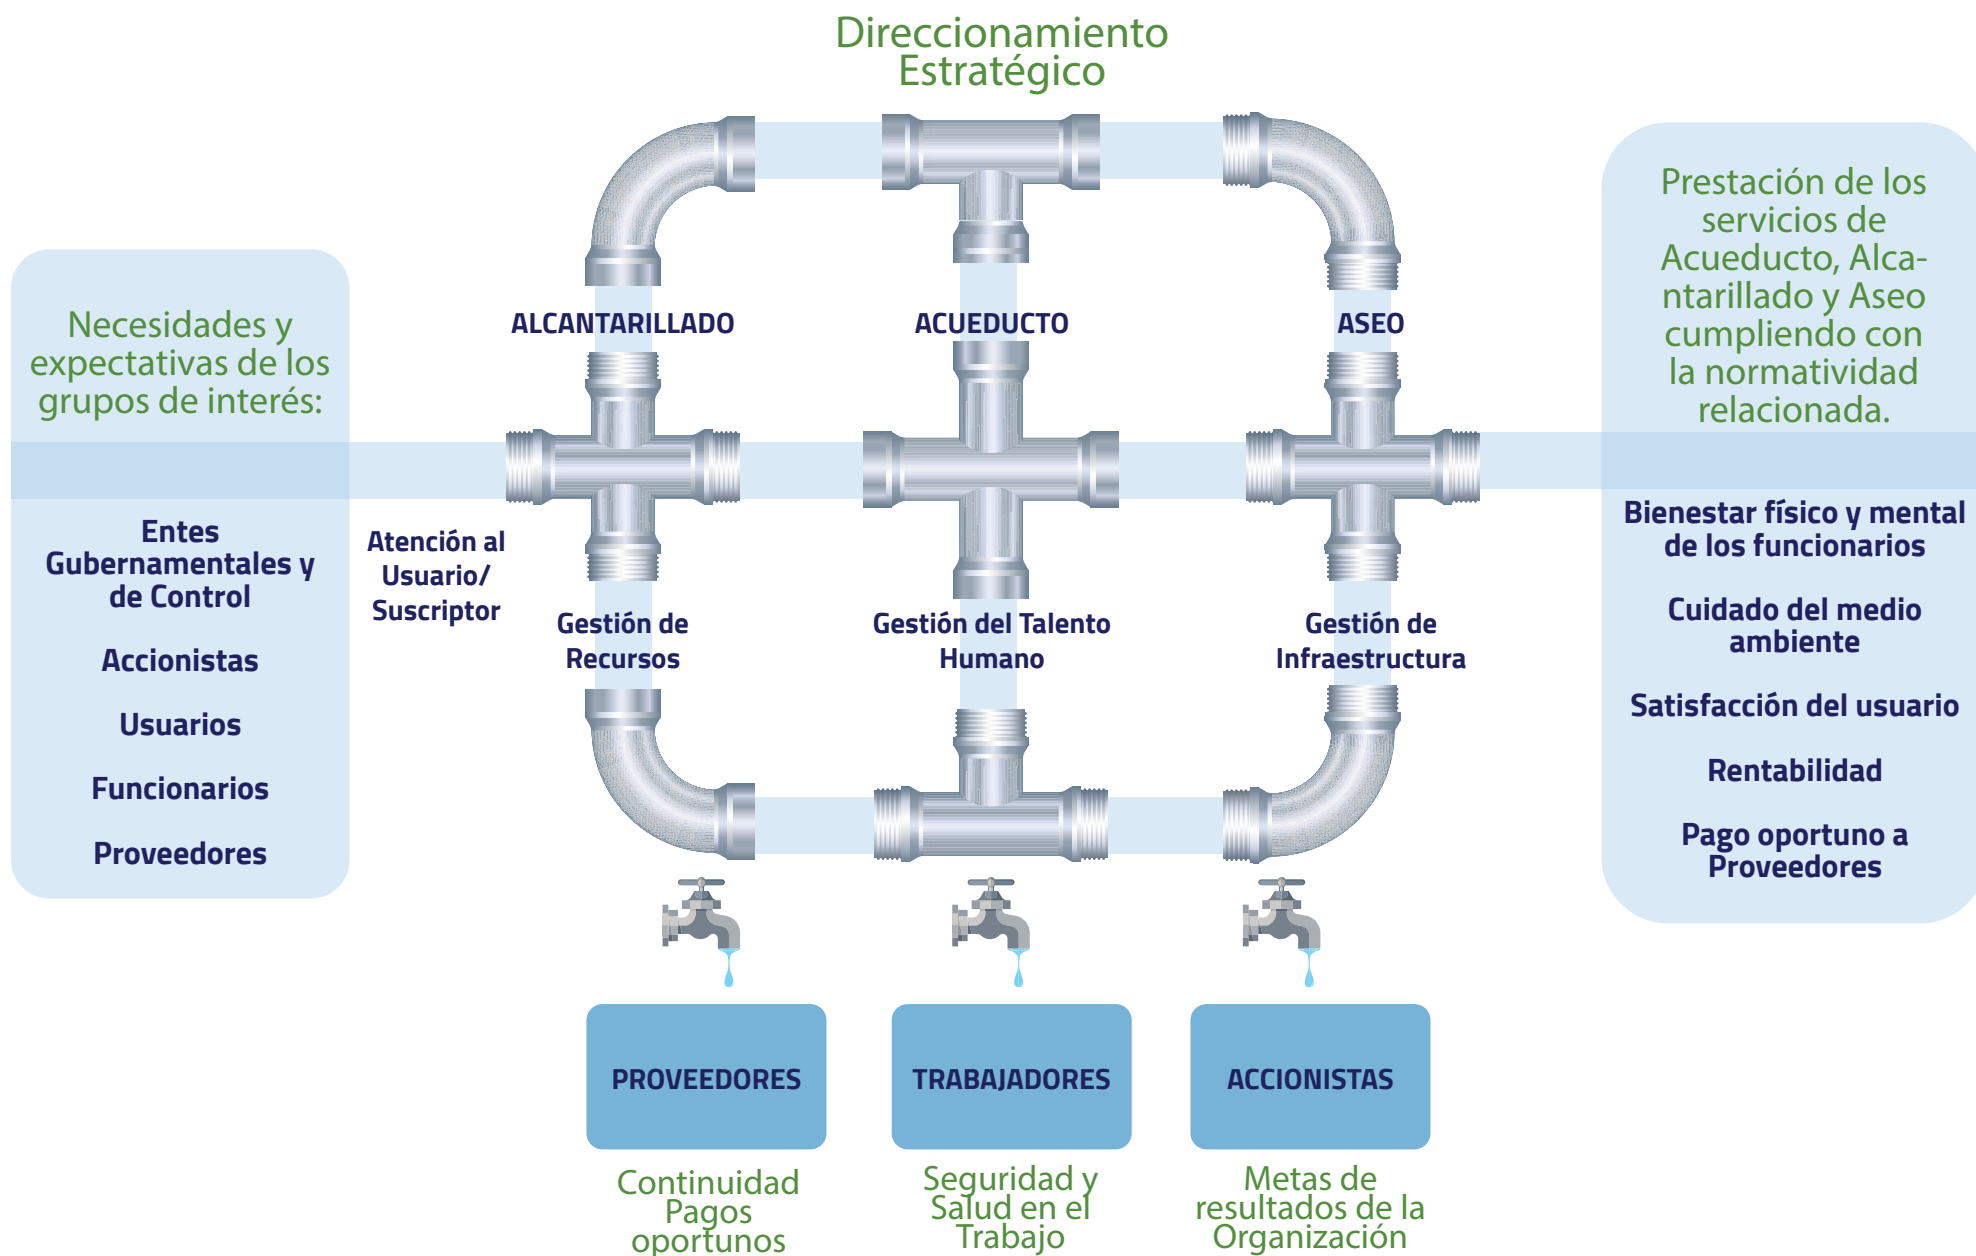 Direccionamiento
Estratégico
Necesidades y
expectativas de los
grupos de interés:
Entes
Gubernamentales y
de Control
Accionistas
Usuarios
Funcionarios
Proveedores
Atención al
Usuario/
Suscriptor
ALCANTARILLADO
ACUEDUCTO
ASEO
Gestión de
Recursos
Gestión del Talento
Humano
Gestión de
Infraestructura
Prestación de los
servicios de
Acueducto, Alca-
ntarillado y Aseo
cumpliendo con
la normatividad
relacionada.
Bienestar físico y mental
de los funcionarios
Cuidado del medio
ambiente
Satisfacción del usuario
Rentabilidad
Pago oportuno a
Proveedores
PROVEEDORES
Continuidad
Pagos
oportunos
TRABAJADORES
Seguridad y
Salud en el
Trabajo
ACCIONISTAS
Metas de
resultados de la
Organización